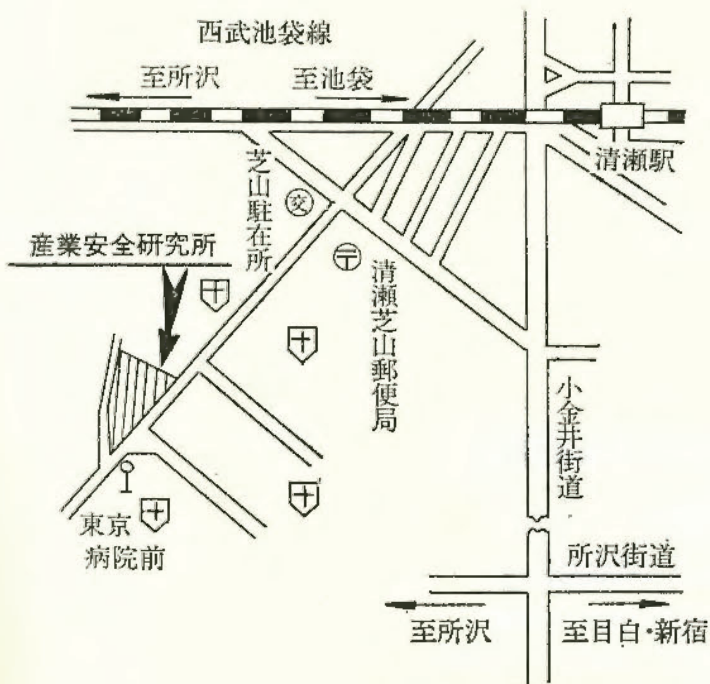 西武池袋線
至所沢 至池袋
清瀬駅
芝山駐在所
交
産業安全研究所
〒
清瀬芝山郵便局
小金井街道
東京
病院前
所沢街道
至所沢 至目白・新宿